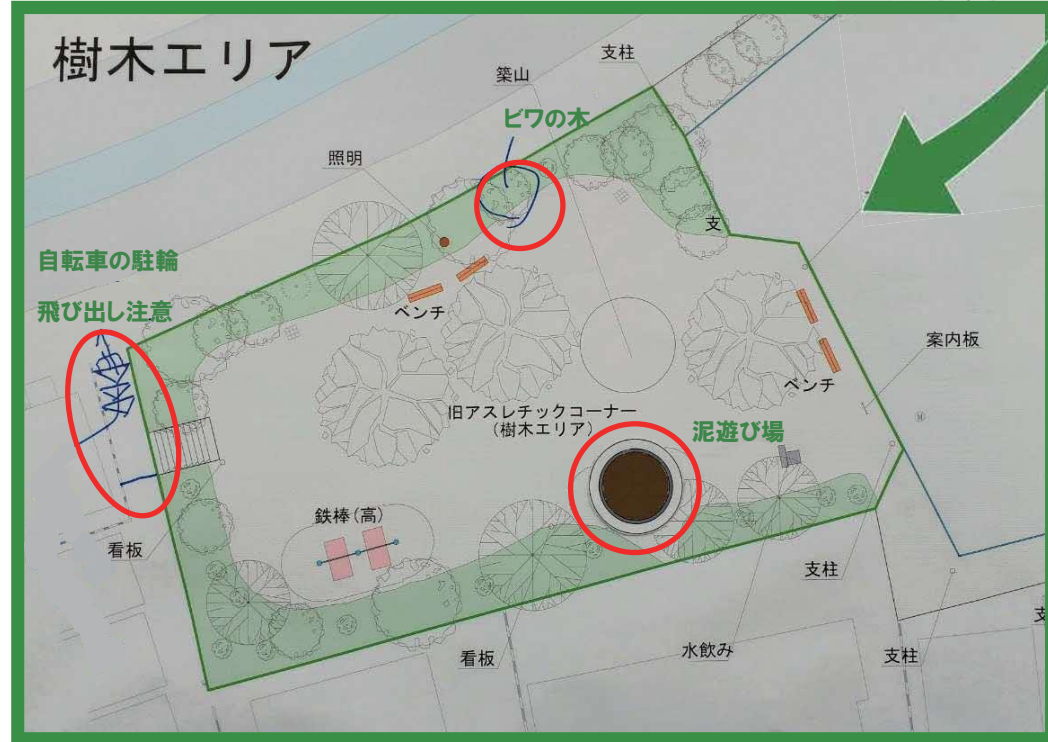 樹木エリア
支柱
築山
ビワの木
照明
支
自転車の駐輪
飛び出し注意
ベンチ
案内板
ベンチ
旧アスレチックコーナー
(樹木エリア)
泥遊び場
鉄棒(高)
看板
支柱
看板
水飲み
支柱
支